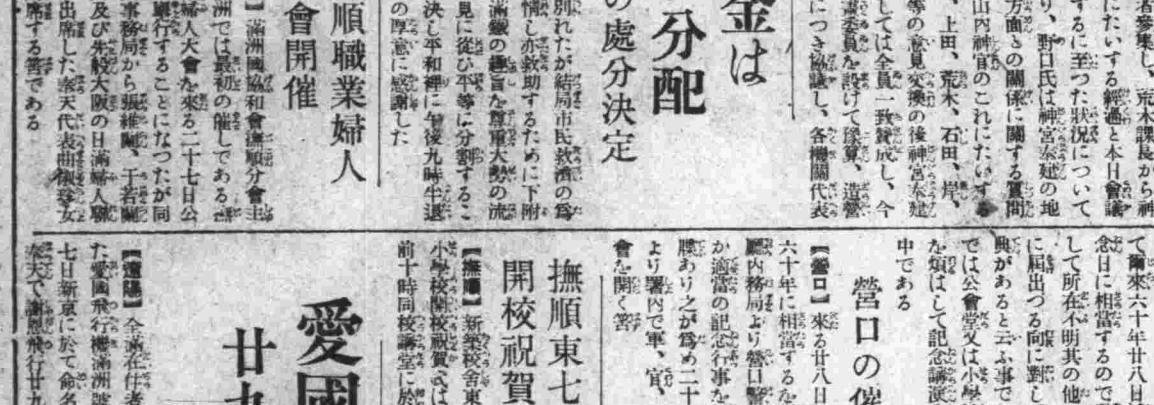 者參集し、荒木課長から神
にたいする經過と本日會議
するに至つた狀況について
り、野口氏は神宮奉遷の地
方面との關係に關する質問
山内神官のこれにたいする
、上田、荒木、石田、岸、
等の意見交換の後神宮奉遷
しては全員一致贊成し、今
委員を設けて豫算、造營
につき協議し、各機關代表
金は
分配
の處分決定
別れたが結局市民救濟の爲
情し亦救助するために下附
滿鐵の趣旨を尊重大勢の流
見に從ひ平等に分割するこ
決し平和裡に午後九時半退
の厚意に感謝した
順職業婦人
會開催
】滿洲國協和會撫順分會主
洲では最初の催しである
婦人大會を來る二十七日公
擧行することになつたが同
事務局から張維蘭、于若蘭
及び先般大阪の日滿婦人聯
出席した奉天代表曲女
席する筈である
て爾來六十年廿八日
念日に相當するので
して所在不明其の他
に屆出つる向に對し
典があると云ふ事で
では公會堂又は小學
を煩はして記念講演
中である
營口の催
【營口】來る廿八日
六十年に相當するを
廳内務局より營口警
か適當の記念行事を
牒あり之が爲め二十
より署内で軍、官、
會を開く筈
撫順東七
開校祝賀
【撫順】新築校舍東
小學校開校祝賀式は
前十時同校講堂に於
愛國
廿九
【遼陽】全滿在住者
た愛國飛行機滿洲號
七日新京に於て命名
奉天で謝恩飛行廿九